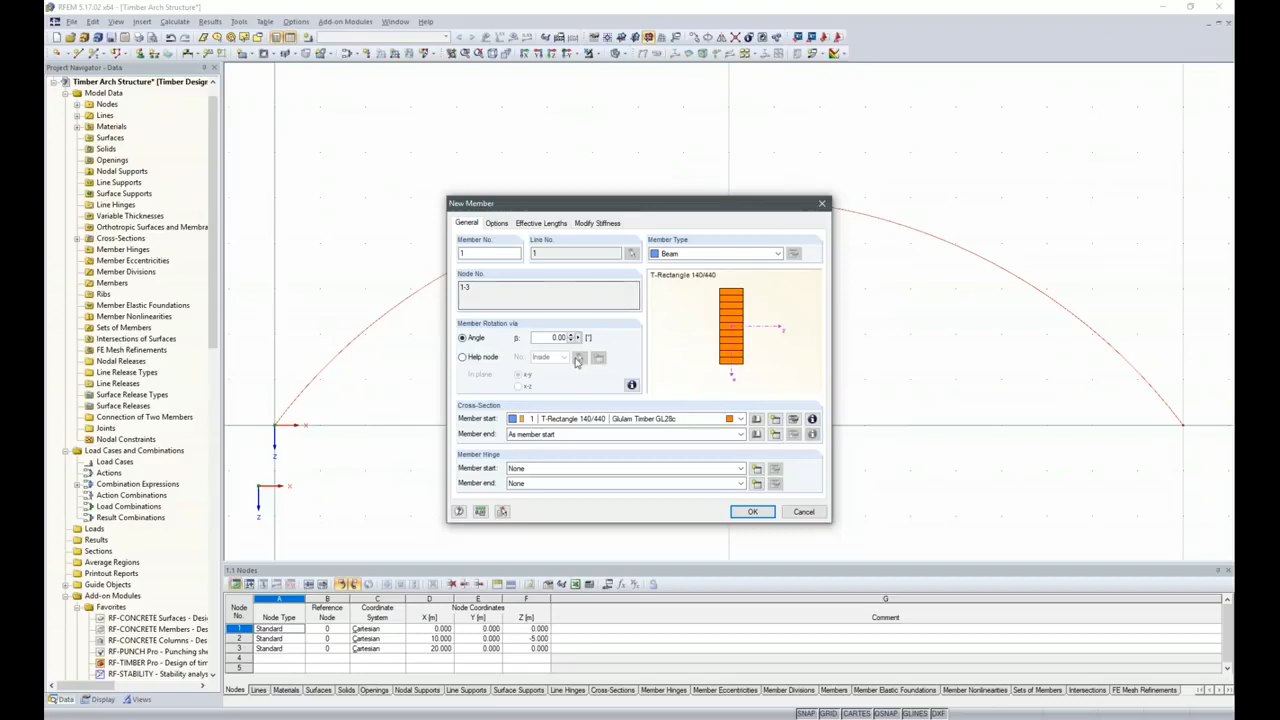 RFEM 5.17.02 x64 - [Timber Arch Structure*]
File Edit View Insert Calculate Results Tools Table Options Add-on Modules Window Help
Project Navigator - Data
Timber Arch Structure* [Timber Design
Model Data
Nodes
Lines
Materials
Surfaces
Solids
Openings
Nodal Supports
Line Supports
Surface Supports
Line Hinges
Variable Thicknesses
Orthotropic Surfaces and Membra
Cross-Sections
Member Hinges
Member Eccentricities
Member Divisions
Members
Ribs
Member Elastic Foundations
Member Nonlinearities
Sets of Members
Intersections of Surfaces
FE Mesh Refinements
Nodal Releases
Line Release Types
Line Releases
Surface Release Types
Surface Releases
Connection of Two Members
Joints
Nodal Constraints
Load Cases and Combinations
Load Cases
Actions
Combination Expressions
Action Combinations
Load Combinations
Result Combinations
Loads
Results
Sections
Average Regions
Printout Reports
Guide Objects
Add-on Modules
Favorites
RF-CONCRETE Surfaces - Desi
RF-CONCRETE Members - Des
RF-CONCRETE Columns - Desi
RF-PUNCH Pro - Punching sh
RF-TIMBER Pro - Design of tim
RF-STABILITY - Stability analys
Data Display Views
x
z
x
z
New Member
General Options Effective Lengths Modify Stiffness
Member No. Line No. Member Type
1 1 Beam
Node No. T-Rectangle 140/440
1-3
Member Rotation via
Angle β: 0.00 [°]
Help node No.: Inside
In plane x-y
x-z
Cross-Section
Member start: 1 T-Rectangle 140/440 Glulam Timber GL28c
Member end: As member start
Member Hinge
Member start: None
Member end: None
OK Cancel
1.1 Nodes
A B C D E F G
Node No. Node Type Reference Node Coordinate System Node Coordinates X [m] Y [m] Z [m] Comment
1 Standard 0 Cartesian 0.000 0.000 0.000
2 Standard 0 Cartesian 10.000 0.000 -5.000
3 Standard 0 Cartesian 20.000 0.000 0.000
4
5
Nodes Lines Materials Surfaces Solids Openings Nodal Supports Line Supports Surface Supports Line Hinges Cross-Sections Member Hinges Member Eccentricities Member Divisions Members Member Elastic Foundations Member Nonlinearities Sets of Members Intersections FE Mesh Refinements
SNAP GRID CARTES OSNAP GLINES DXF